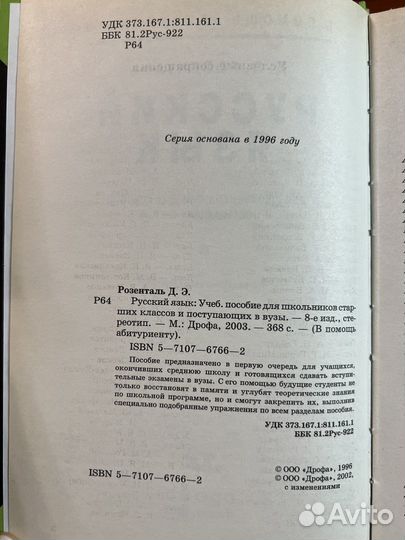 УДК 373.167.1:811.161.1
ББК 81.2Рус-922
Р64
Серия основана в 1996 году
Розенталь Д. Э.
Р64 Русский язык: Учеб. пособие для школьников стар-
ших классов и поступающих в вузы. — 8-е изд., сте-
реотип. — М.: Дрофа, 2003. — 368 с. — (В помощь
абитуриенту).
ISBN 5—7107—6766—2
Пособие предназначено в первую очередь для учащихся,
окончивших среднюю школу и готовящихся сдавать вступи-
тельные экзамены в вузы. С его помощью будущие студенты не
только восстановят в памяти и углубят теоретические знания
по школьной программе, но и смогут закрепить их, выполнив
специально подобранные упражнения по всем разделам пособия.
УДК 373.167.1:811.161.1
ББК 81.2Рус-922
ISBN 5—7107—6766—2
© ООО «Дрофа», 1996
© ООО «Дрофа», 2002,
с изменениями
Avito